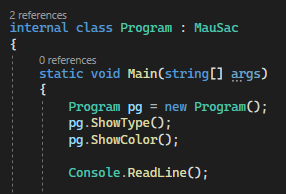 2 references
internal class Program : MauSac
{
0 references
static void Main(string[] args)
{
Program pg = new Program();
pg.ShowType();
pg.ShowColor();
Console.ReadLine();